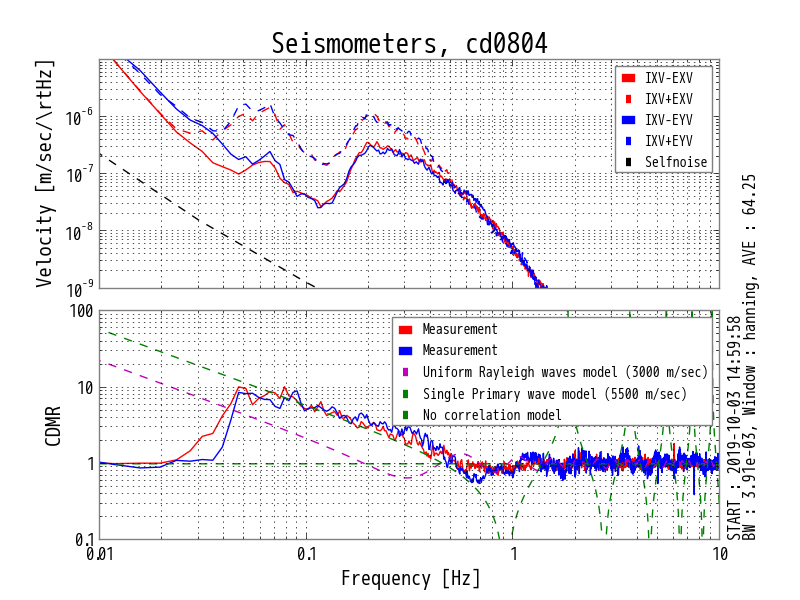 Seismometers, cd0804
Velocity [m/sec/\rtHz]
10^-6
10^-7
10^-8
10^-9
IXV-EXV
IXV+EXV
IXV-EYV
IXV+EYV
Selfnoise
CDMR
100
10
1
0.1
Measurement
Measurement
Uniform Rayleigh waves model (3000 m/sec)
Single Primary wave model (5500 m/sec)
No correlation model
0.01
0.1
1
10
Frequency [Hz]
START : 2019-10-03 14:59:58
BW : 3.91e-03, Window : hanning, AVE : 64.25